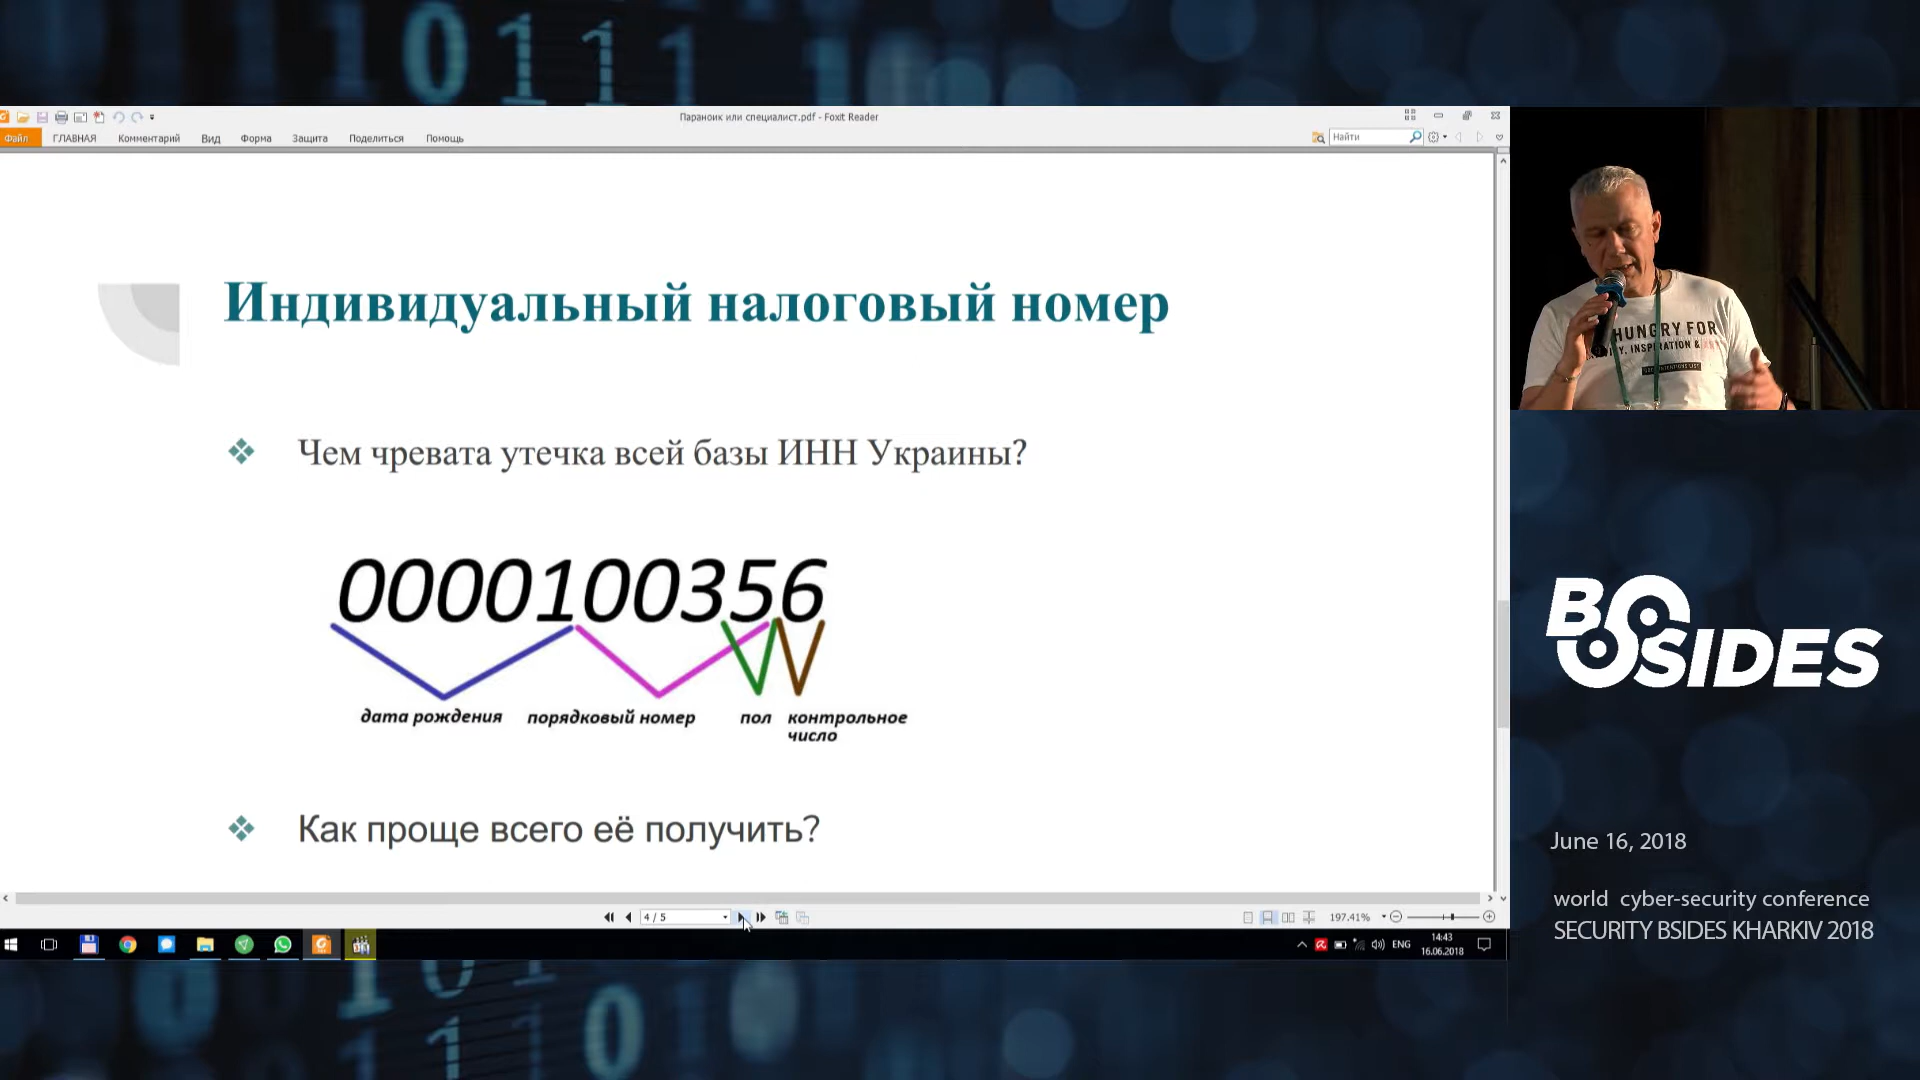 0111
Параноик или специалист.pdf - Foxit Reader
Файл ГЛАВНАЯ Комментарий Вид Форма Защита Поделиться Помощь
Найти
Индивидуальный налоговый номер
Чем чревата утечка всей базы ИНН Украины?
0000100356
дата рождения порядковый номер пол контрольное
число
Как проще всего её получить?
4 / 5
197.41%
ENG
14:43
16.06.2018
HUNGRY FOR
INSPIRATION &
BSIDES
June 16, 2018
world cyber-security conference
SECURITY BSIDES KHARKIV 2018